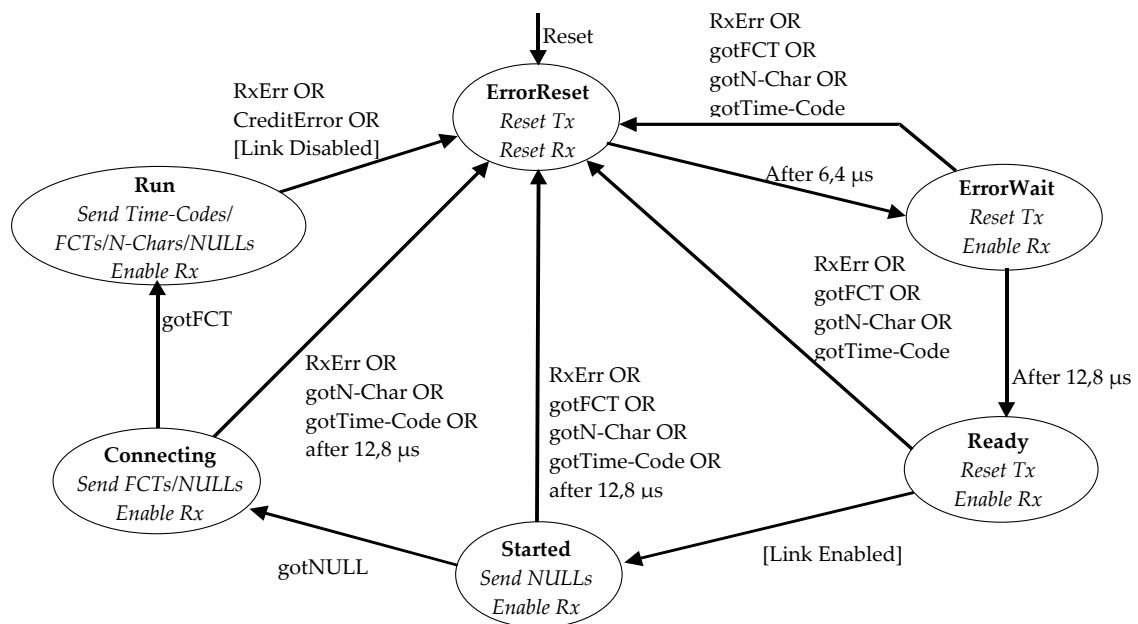 Reset
ErrorReset
Reset Tx
Reset Rx
RxErr OR
gotFCT OR
gotN-Char OR
gotTime-Code
RxErr OR
CreditError OR
[Link Disabled]
Run
Send Time-Codes/
FCTs/N-Chars/NULLs
Enable Rx
After 6,4 µs
ErrorWait
Reset Tx
Enable Rx
gotFCT
RxErr OR
gotN-Char OR
gotTime-Code OR
after 12,8 µs
RxErr OR
gotFCT OR
gotN-Char OR
gotTime-Code OR
after 12,8 µs
RxErr OR
gotFCT OR
gotN-Char OR
gotTime-Code
After 12,8 µs
Connecting
Send FCTs/NULLs
Enable Rx
Ready
Reset Tx
Enable Rx
gotNULL
Started
Send NULLs
Enable Rx
[Link Enabled]